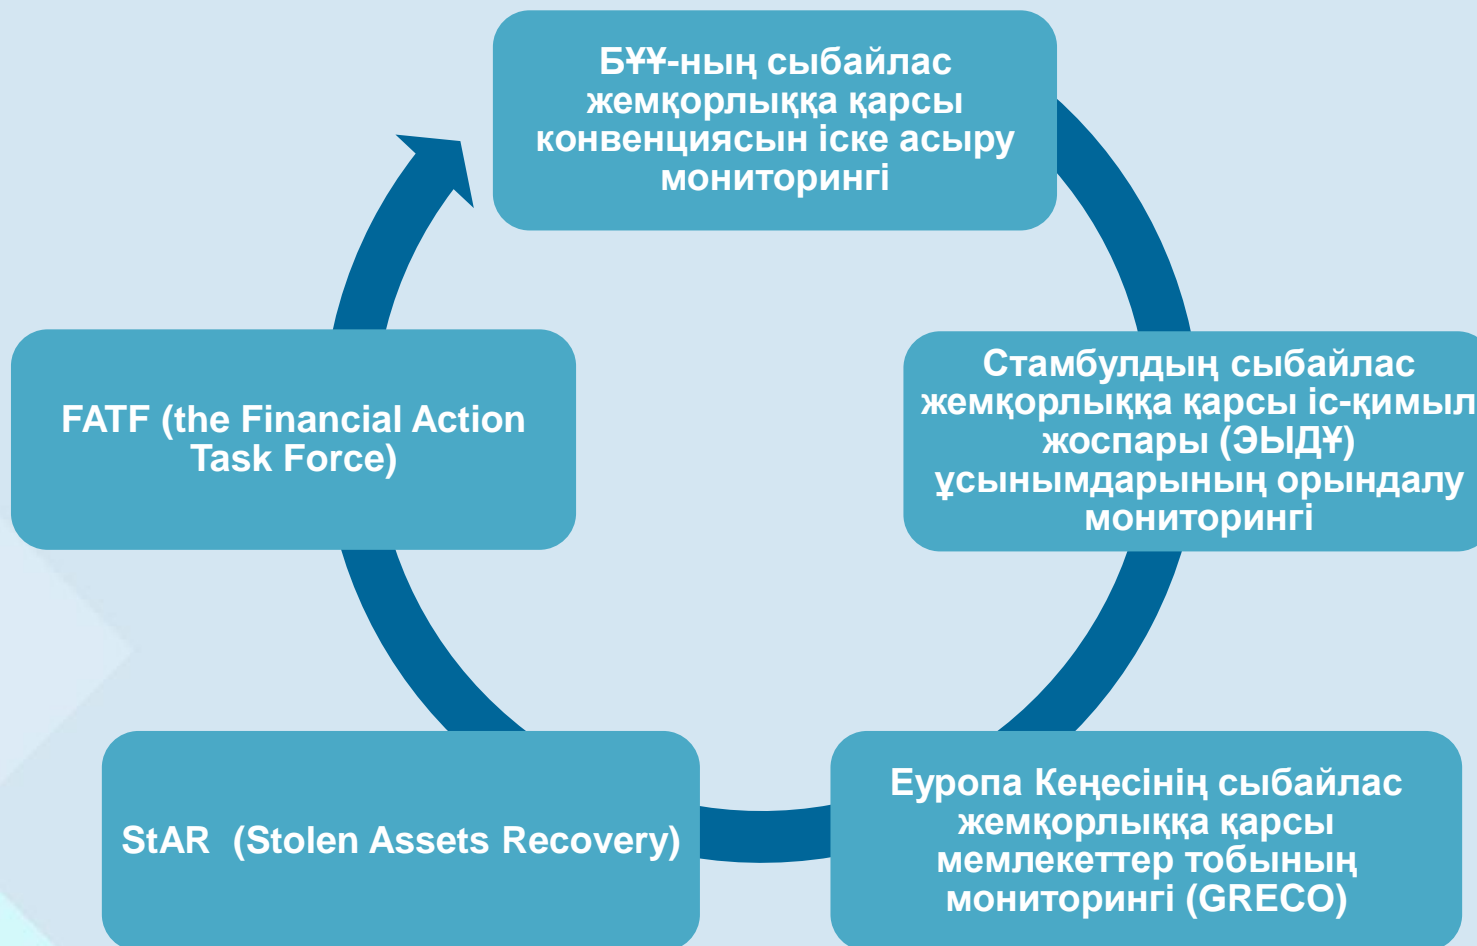 БҰҰ-ның сыбайлас
жемқорлыққа қарсы
конвенциясын іске асыру
мониторингі
Стамбулдың сыбайлас
жемқорлыққа қарсы іс-қимыл
жоспары (ЭЫДҰ)
ұсынымдарының орындалу
мониторингі
Еуропа Кеңесінің сыбайлас
жемқорлыққа қарсы
мемлекеттер тобының
мониторингі (GRECO)
StAR (Stolen Assets Recovery)
FATF (the Financial Action
Task Force)